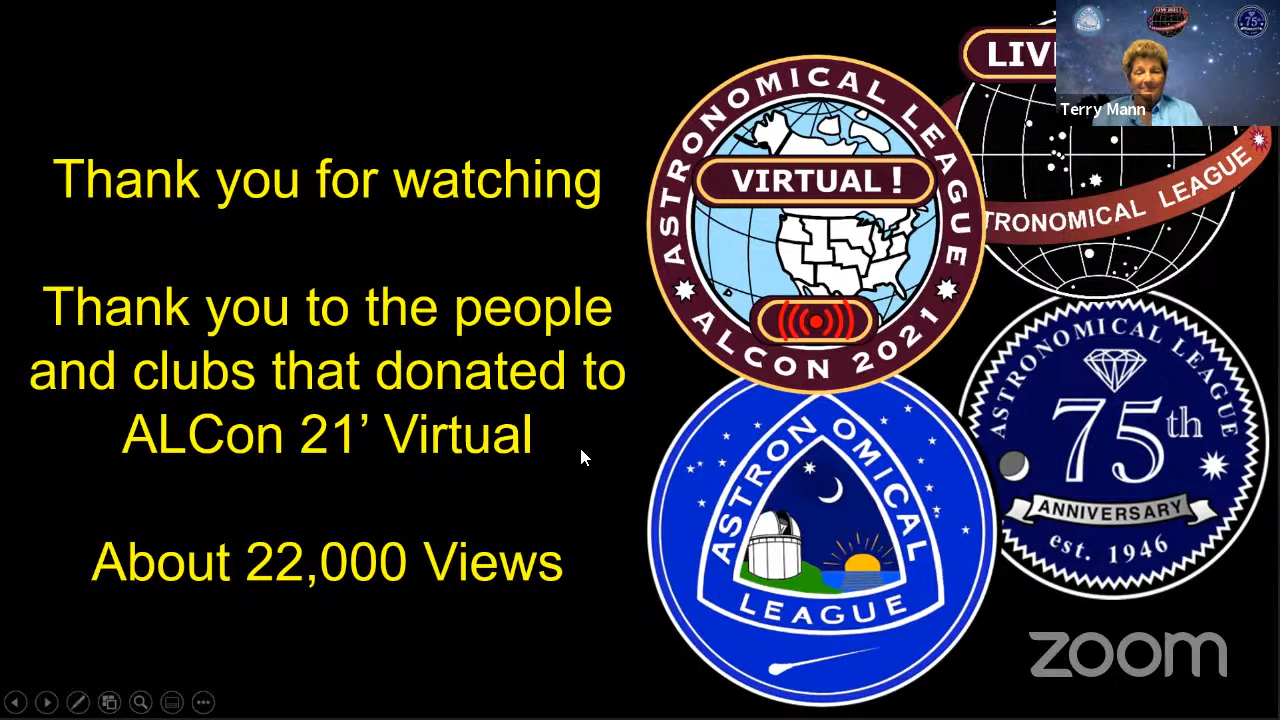 Thank you for watching
Thank you to the people
and clubs that donated to
ALCon 21’ Virtual
About 22,000 Views
ASTRONOMICAL LEAGUE
VIRTUAL!
ALCON 2021
LIV
TRONOMICAL LEAGUE
Terry Mann
ASTRONOMICAL LEAGUE
75th
ANNIVERSARY
est. 1946
ASTRONOMICAL
LEAGUE
zoom